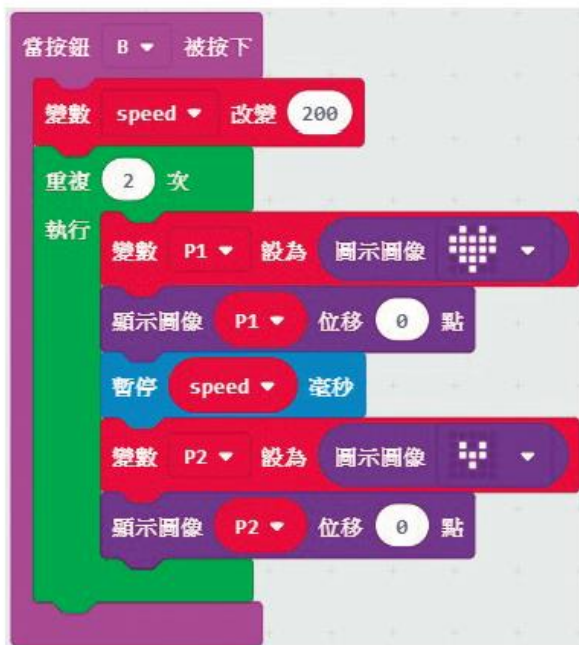 當按鈕 B 被按下
變數 speed 改變 200
重複 2 次
執行
變數 P1 設為 圖示圖像
顯示圖像 P1 位移 0 點
暫停 speed 毫秒
變數 P2 設為 圖示圖像
顯示圖像 P2 位移 0 點